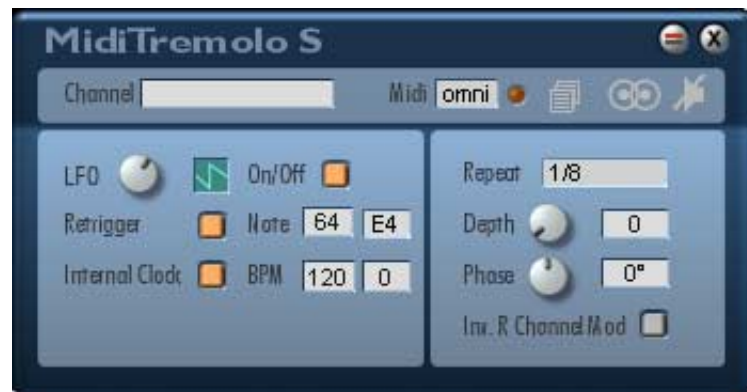 MidiTremolo S
Channel Midi omni
LFO On/Off
Retrigger Note 64 E4
Internal Clock BPM 120 0
Repeat 1/8
Depth 0
Phase 0°
Inv. R Channel Mod